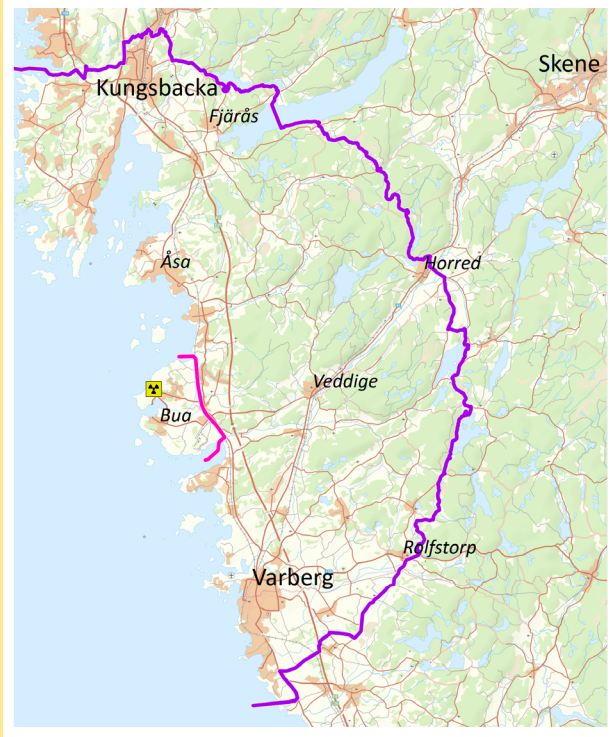 Skene
Kungsbacka
Fjärås
Åsa
Horred
Veddige
Bua
Rolfstorp
Varberg